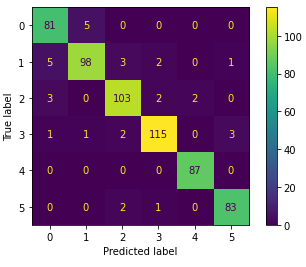 0 81 5 0 0 0 0
1 5 98 3 2 0 1
2 3 0 103 2 2 0
3 1 1 2 115 0 3
4 0 0 0 0 87 0
5 0 0 2 1 0 83
0 1 2 3 4 5
Predicted label
True label
100
80
60
40
20
0